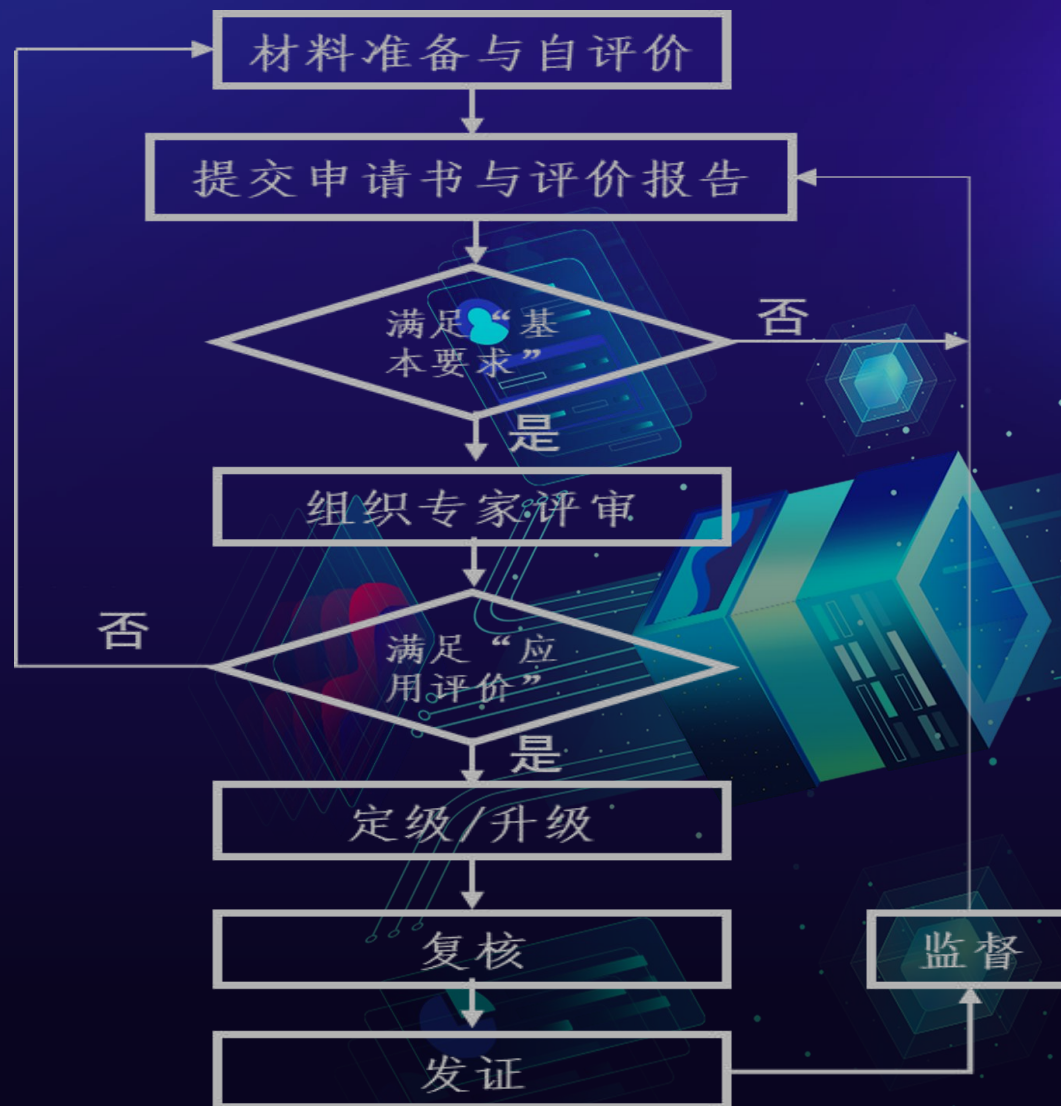 材料准备与自评价
提交申请书与评价报告
满足“基
本要求”
否
是
组织专家评审
否
满足“应
用评价”
是
定级/升级
复核
监督
发证